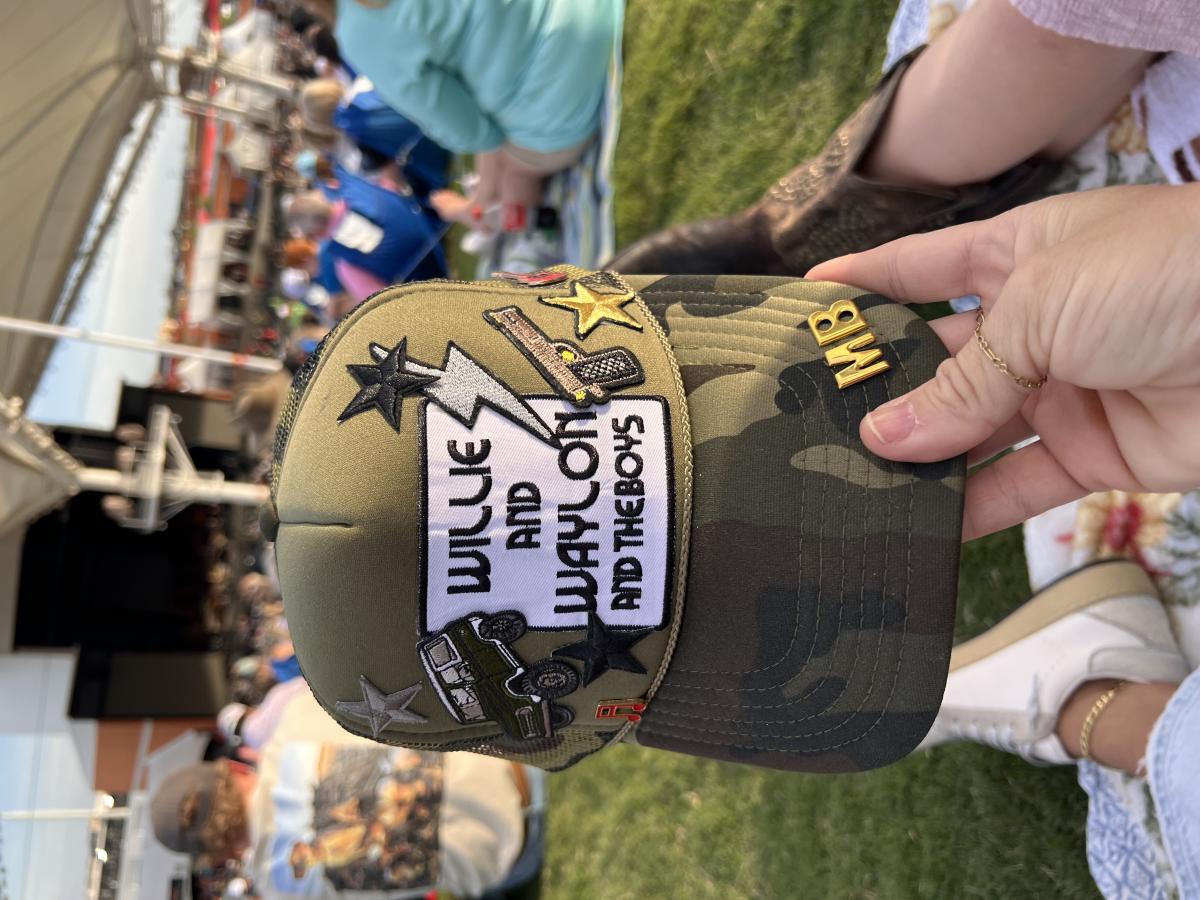 WILLIE
AND
WAYLON
AND THE BOYS
MB